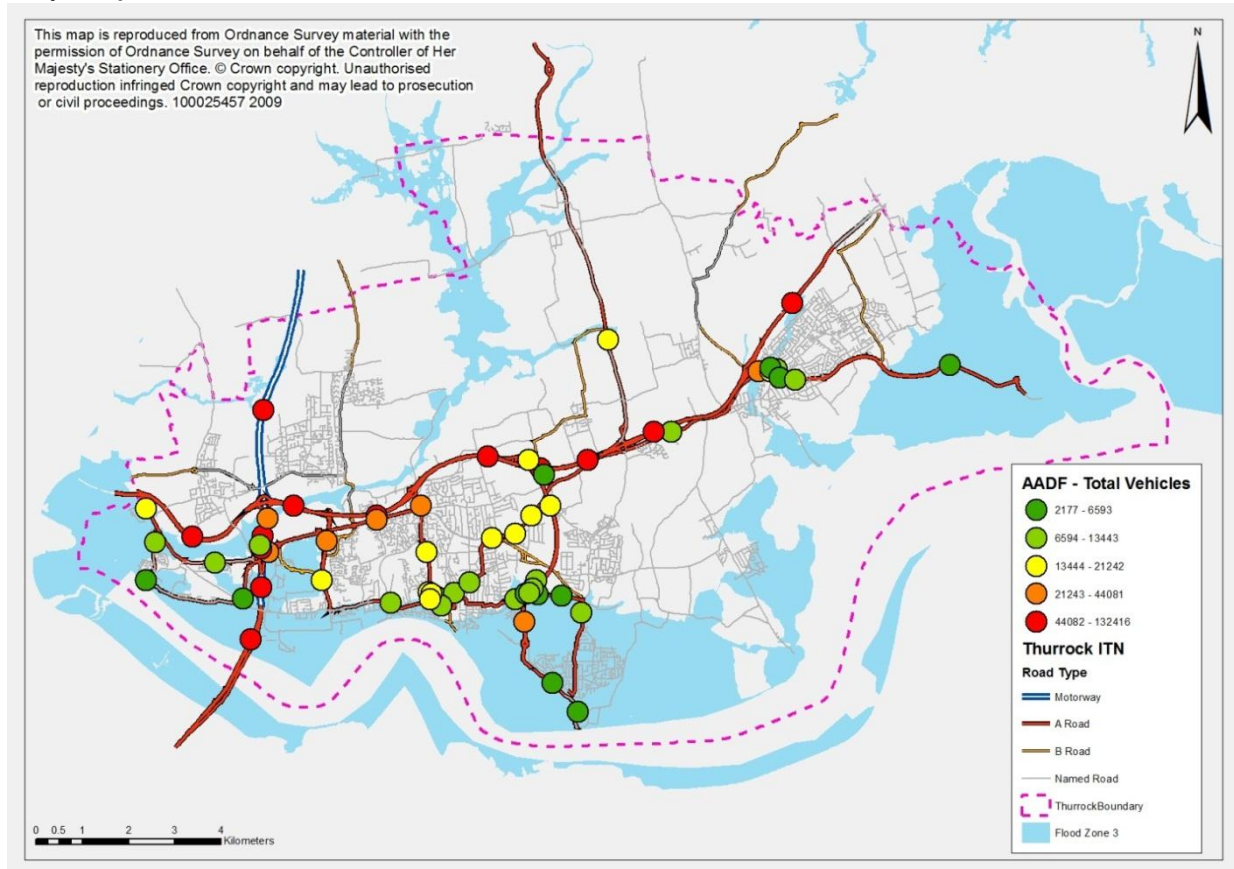 This map is reproduced from Ordnance Survey material with the
permission of Ordnance Survey on behalf of the Controller of Her
Majesty's Stationery Office. © Crown copyright. Unauthorised
reproduction infringed Crown copyright and may lead to prosecution
or civil proceedings. 100025457 2009
N
AADF - Total Vehicles
2177 - 6593
6594 - 13443
13444 - 21242
21243 - 44081
44082 - 132416
Thurrock ITN
Road Type
Motorway
A Road
B Road
Named Road
ThurrockBoundary
Flood Zone 3
0 0.5 1 2 3 4
Kilometers